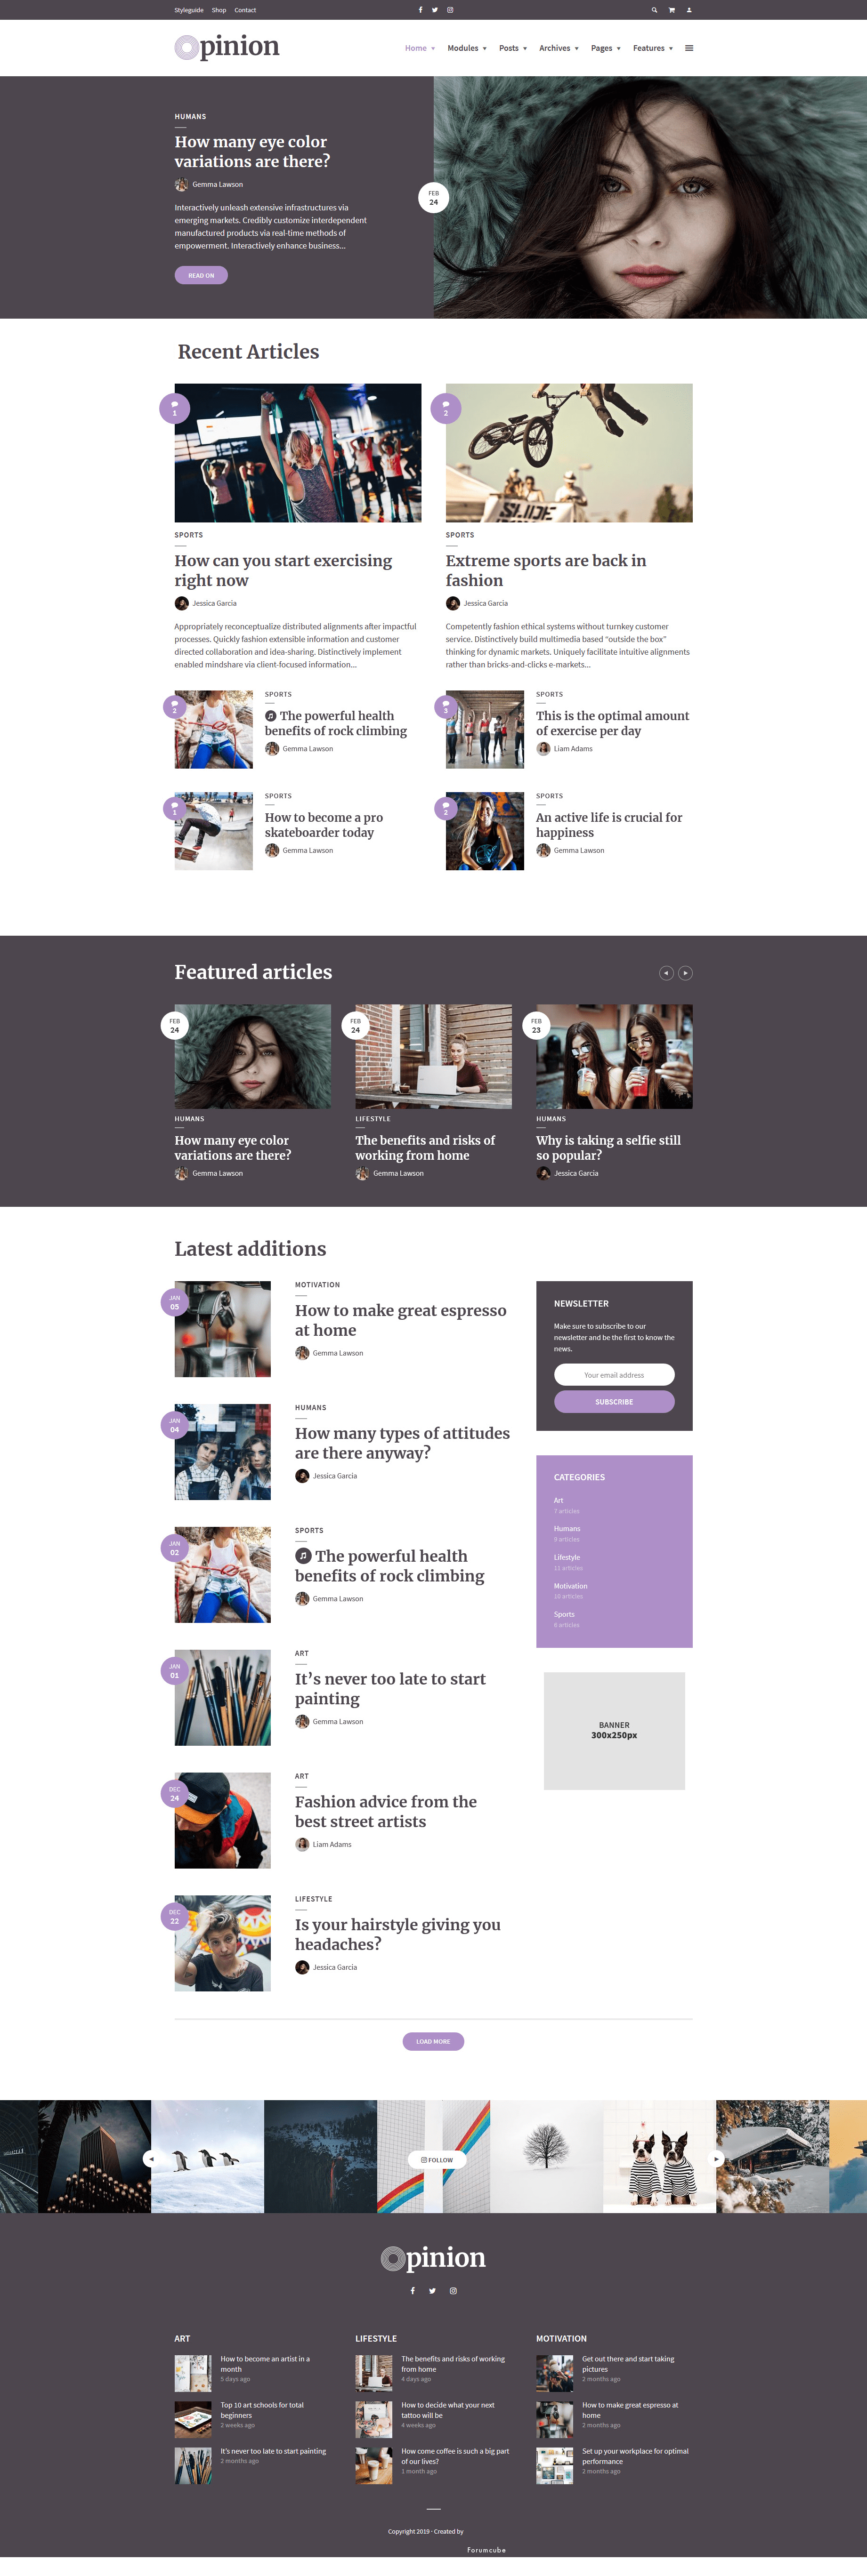 Styleguide Shop Contact
Opinion
Home Modules Posts Archives Pages Features
HUMANS
How many eye color
variations are there?
Gemma Lawson
Interactively unleash extensive infrastructures via
emerging markets. Credibly customize interdependent
manufactured products via real-time methods of
empowerment. Interactively enhance business...
READ ON
FEB
24
Recent Articles
1
SPORTS
How can you start exercising
right now
Jessica Garcia
Appropriately reconceptualize distributed alignments after impactful
processes. Quickly fashion extensible information and customer
directed collaboration and idea-sharing. Distinctively implement
enabled mindshare via client-focused information...
2
SLIDE
SPORTS
Extreme sports are back in
fashion
Jessica Garcia
Competently fashion ethical systems without turnkey customer
service. Distinctively build multimedia based “outside the box”
thinking for dynamic markets. Uniquely facilitate intuitive alignments
rather than bricks-and-clicks e-markets...
2
SPORTS
The powerful health
benefits of rock climbing
Gemma Lawson
3
SPORTS
This is the optimal amount
of exercise per day
Liam Adams
1
SPORTS
How to become a pro
skateboarder today
Gemma Lawson
2
SPORTS
An active life is crucial for
happiness
Gemma Lawson
Featured articles
FEB
24
HUMANS
How many eye color
variations are there?
Gemma Lawson
FEB
24
LIFESTYLE
The benefits and risks of
working from home
Gemma Lawson
FEB
23
HUMANS
Why is taking a selfie still
so popular?
Jessica Garcia
Latest additions
JAN
05
MOTIVATION
How to make great espresso
at home
Gemma Lawson
JAN
04
HUMANS
How many types of attitudes
are there anyway?
Jessica Garcia
JAN
02
SPORTS
The powerful health
benefits of rock climbing
Gemma Lawson
JAN
01
ART
It’s never too late to start
painting
Gemma Lawson
DEC
24
ART
Fashion advice from the
best street artists
Liam Adams
DEC
22
LIFESTYLE
Is your hairstyle giving you
headaches?
Jessica Garcia
NEWSLETTER
Make sure to subscribe to our
newsletter and be the first to know the
news.
Your email address
SUBSCRIBE
CATEGORIES
Art
7 articles
Humans
9 articles
Lifestyle
11 articles
Motivation
10 articles
Sports
6 articles
BANNER
300x250px
LOAD MORE
FOLLOW
Opinion
ART
How to become an artist in a
month
5 days ago
Top 10 art schools for total
beginners
2 weeks ago
It’s never too late to start painting
2 months ago
LIFESTYLE
The benefits and risks of working
from home
4 days ago
How to decide what your next
tattoo will be
4 weeks ago
How come coffee is such a big part
of our lives?
1 month ago
MOTIVATION
Get out there and start taking
pictures
2 months ago
How to make great espresso at
home
2 months ago
Set up your workplace for optimal
performance
2 months ago
Copyright 2019 - Created by
Forumcube